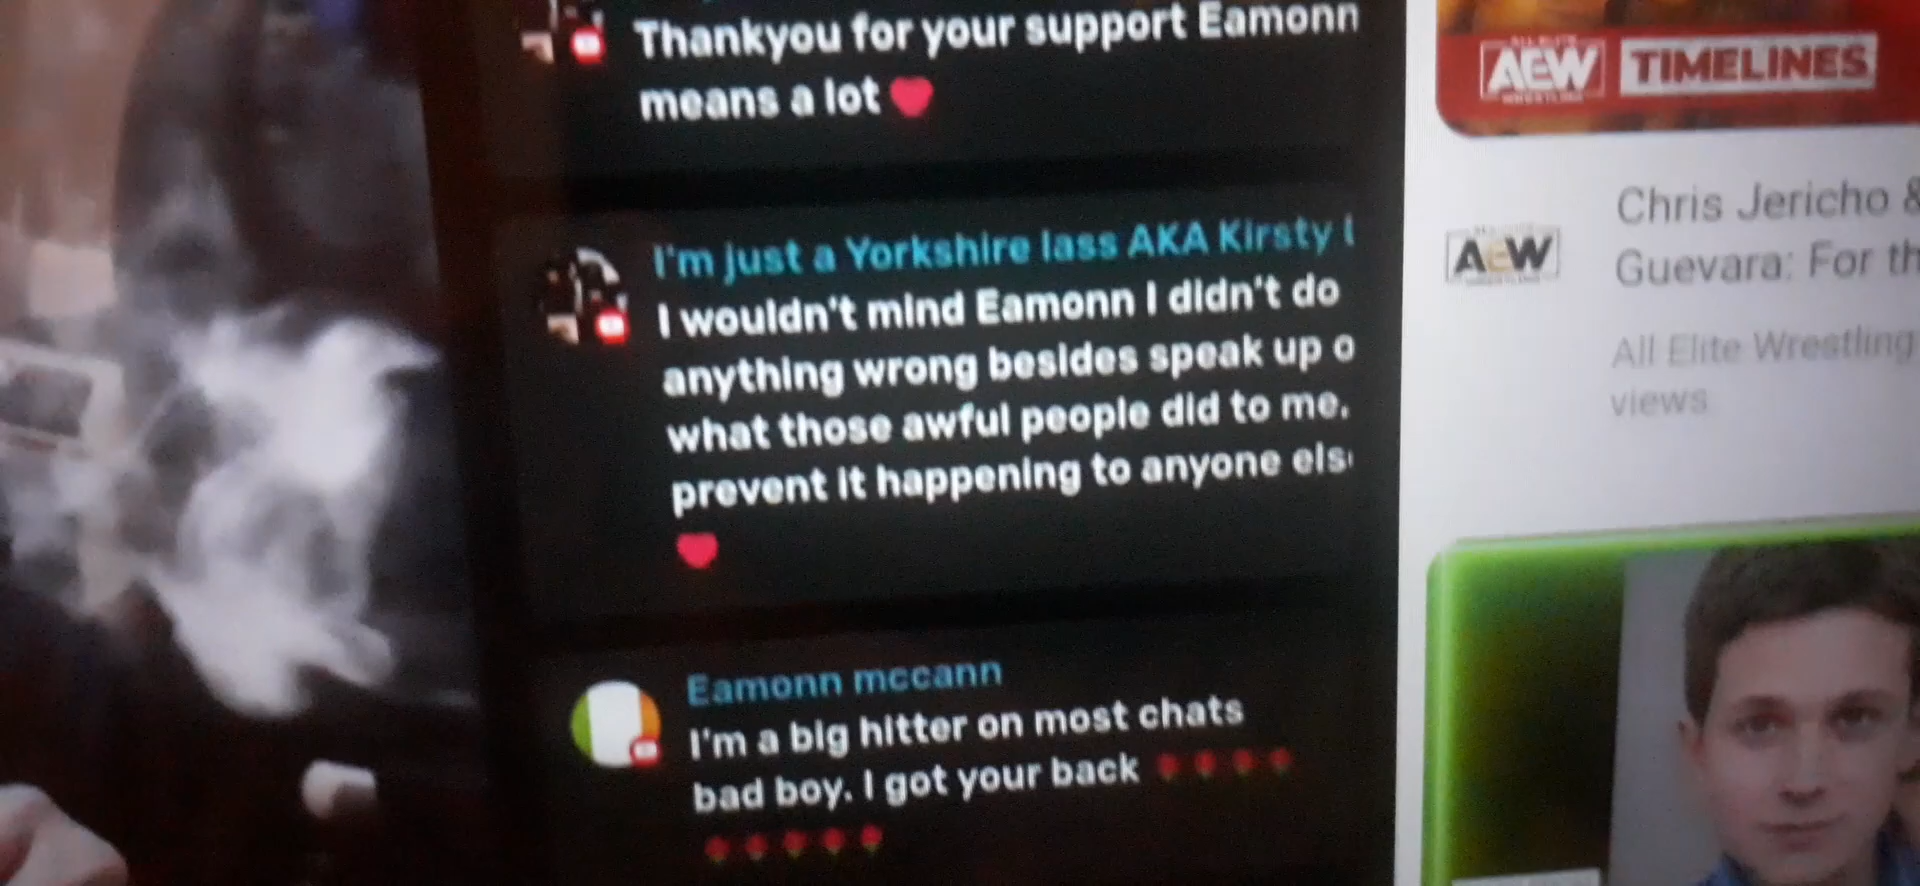 Thankyou for your support Eamonn
means a lot ❤
I'm just a Yorkshire lass AKA Kirsty
I wouldn't mind Eamonn I didn't do
anything wrong besides speak up o
what those awful people did to me.
prevent it happening to anyone els
❤
Eamonn mccann
I'm a big hitter on most chats
bad boy. I got your back 🌹🌹🌹🌹
🌹🌹🌹🌹🌹
AEW TIMELINES
AEW
Chris Jericho &
Guevara: For th
All Elite Wrestling
views